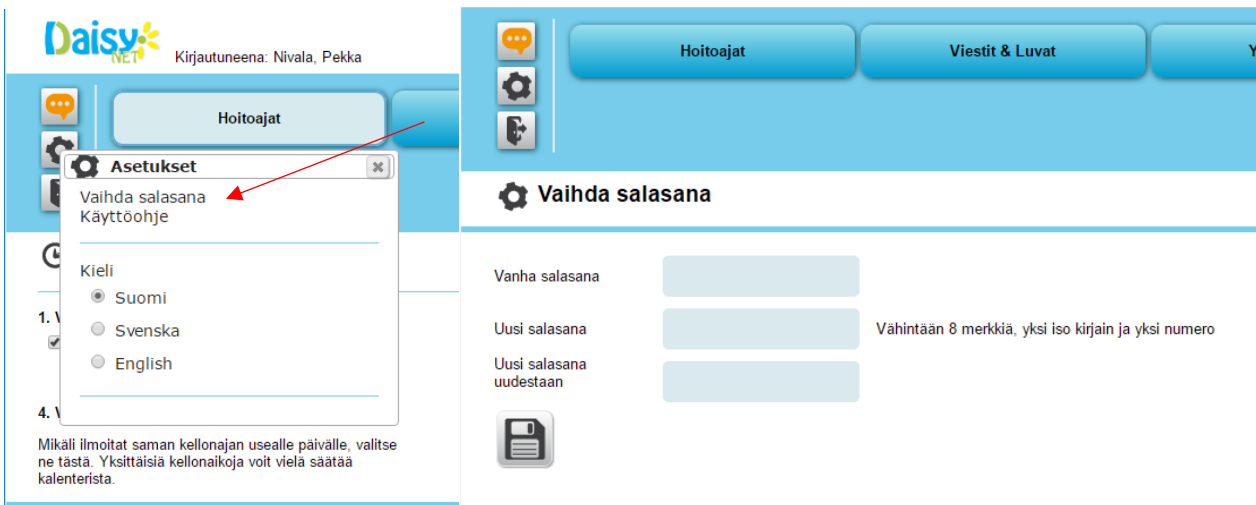 Daisy
NET
Kirjautuneena: Nivala, Pekka
Hoitoajat
Asetukset
Vaihda salasana
Käyttöohje
Kieli
Suomi
Svenska
English
1. V
4. V
Mikäli ilmoitat saman kellonajan usealle päivälle, valitse
ne tästä. Yksittäisiä kellonaikoja voit vielä säätää
kalenterista.
Hoitoajat
Viestit & Luvat
Y
Vaihda salasana
Vanha salasana
Uusi salasana
Vähintään 8 merkkiä, yksi iso kirjain ja yksi numero
Uusi salasana
uudestaan